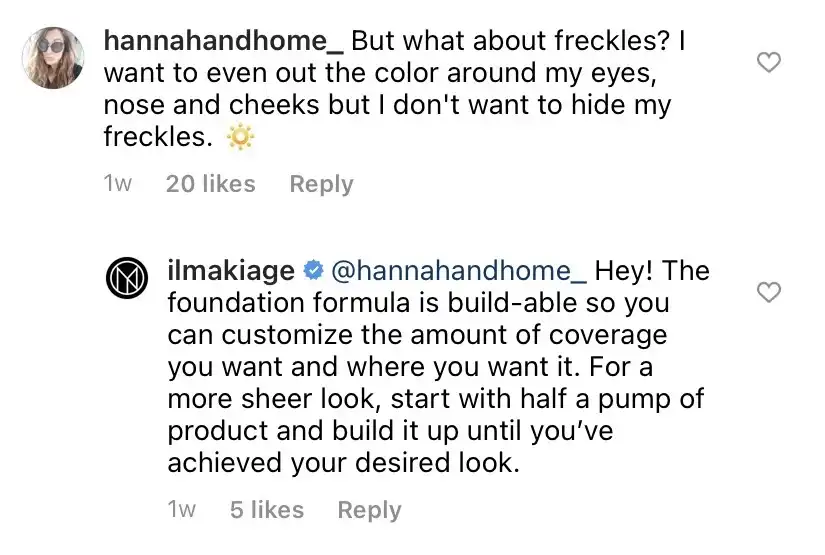 hannahandhome_ But what about freckles? I
want to even out the color around my eyes,
nose and cheeks but I don't want to hide my
freckles. 🔅
1w 20 likes Reply
ilmakiage @hannahandhome_ Hey! The
foundation formula is build-able so you
can customize the amount of coverage
you want and where you want it. For a
more sheer look, start with half a pump of
product and build it up until you’ve
achieved your desired look.
1w 5 likes Reply